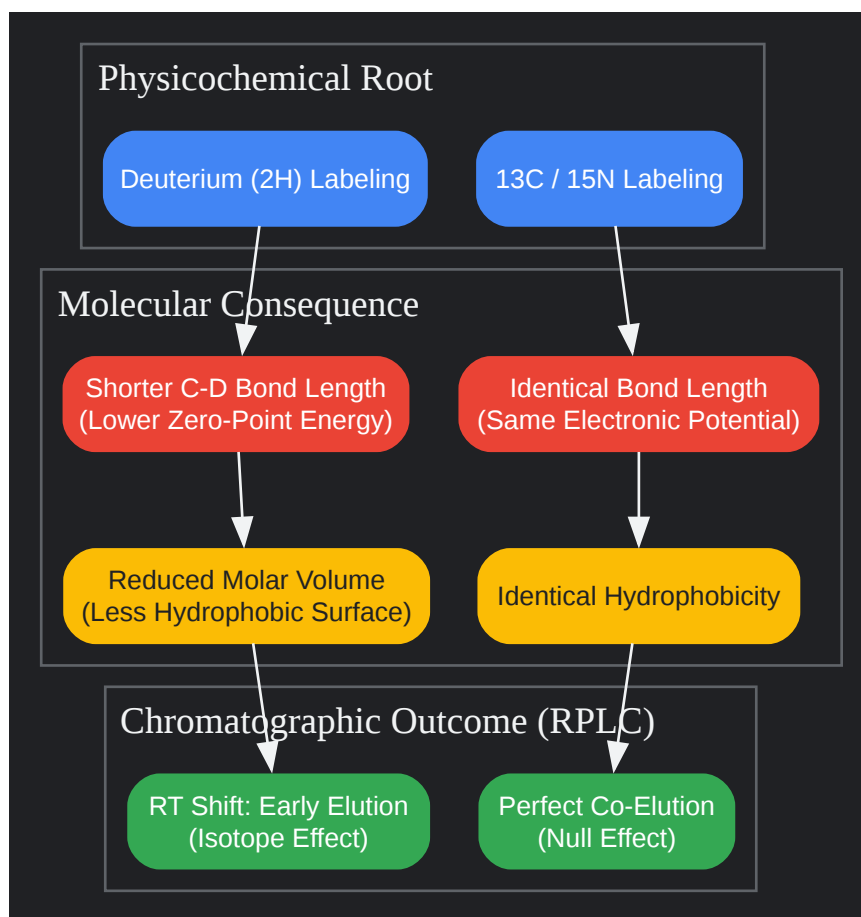 Physicochemical Root
Deuterium (2H) Labeling
13C / 15N Labeling
Molecular Consequence
Shorter C-D Bond Length
(Lower Zero-Point Energy)
Identical Bond Length
(Same Electronic Potential)
Reduced Molar Volume
(Less Hydrophobic Surface)
Identical Hydrophobicity
Chromatographic Outcome (RPLC)
RT Shift: Early Elution
(Isotope Effect)
Perfect Co-Elution
(Null Effect)